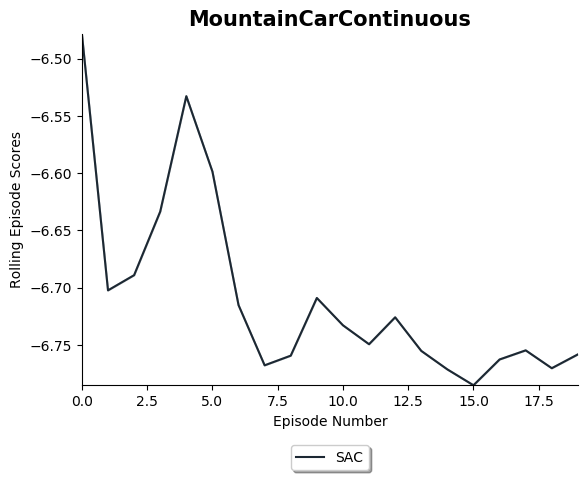 MountainCarContinuous
Rolling Episode Scores
−6.50
−6.55
−6.60
−6.65
−6.70
−6.75
0.0 2.5 5.0 7.5 10.0 12.5 15.0 17.5
Episode Number
SAC